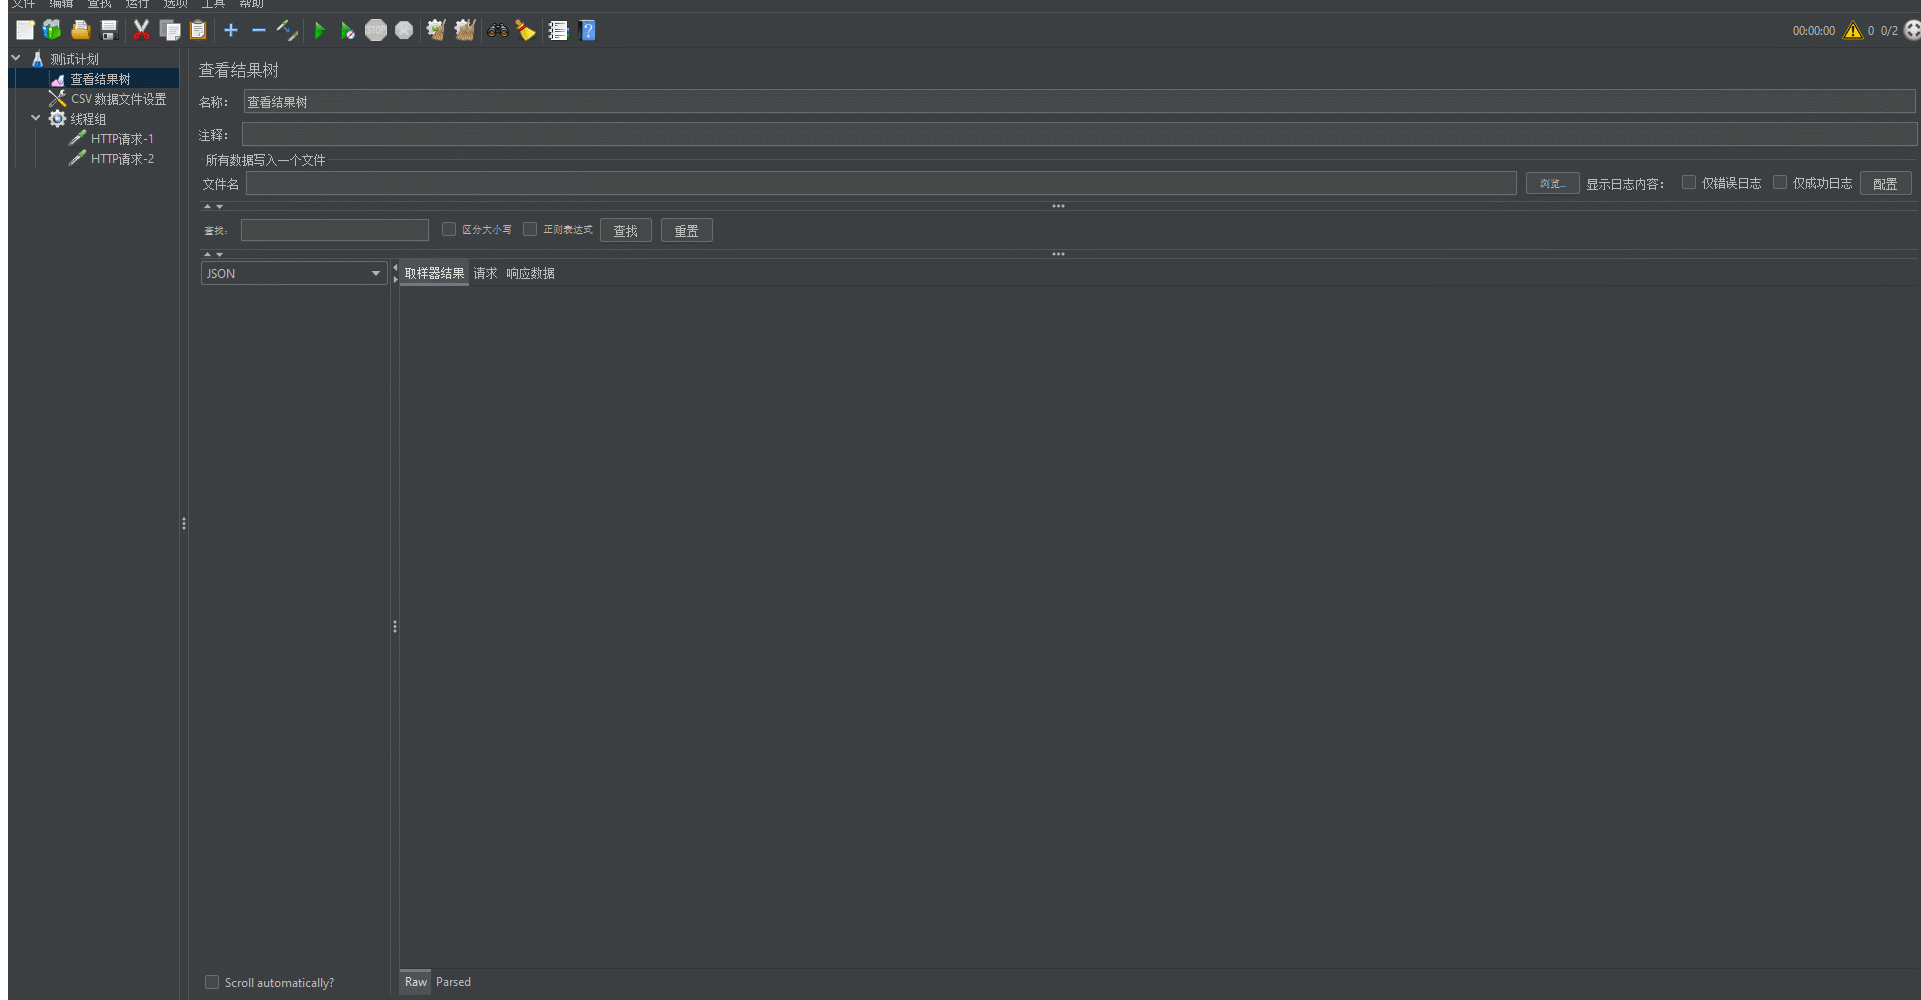 文件 编辑 查找 运行 选项 工具 帮助
STOP
00:00:00 0 0/2
测试计划
查看结果树
CSV 数据文件设置
线程组
HTTP请求-1
HTTP请求-2
查看结果树
名称: 查看结果树
注释:
所有数据写入一个文件
文件名 浏览... 显示日志内容: 仅错误日志 仅成功日志 配置
查找: 区分大小写 正则表达式 查找 重置
JSON 取样器结果 请求 响应数据
Scroll automatically? Raw Parsed